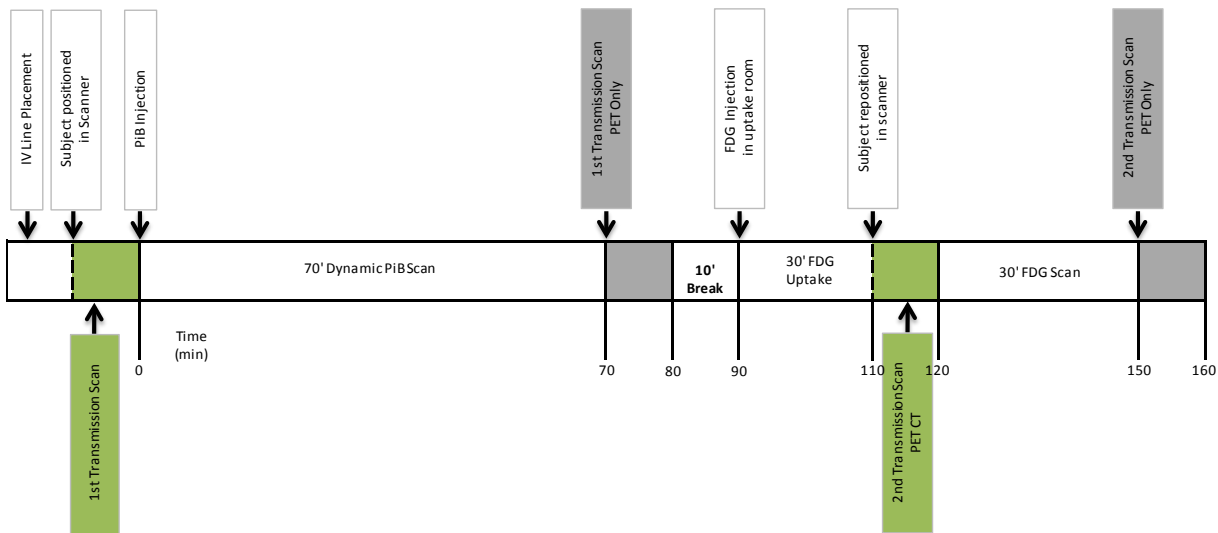 IV Line Placement
Subject positioned
in Scanner
PiB Injection
1st Transmission Scan
PET Only
FDG Injection
in uptake room
Subject repositioned
in scanner
2nd Transmission Scan
PET Only
70' Dynamic PiB Scan
10'
Break
30' FDG
Uptake
30' FDG Scan
Time
(min)
0
70
80
90
110
120
150
160
1st Transmission Scan
2nd Transmission Scan
PET CT